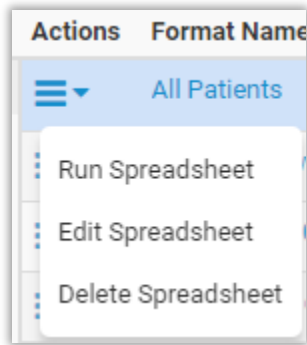 Actions Format Name
All Patients
Run Spreadsheet
Edit Spreadsheet
Delete Spreadsheet